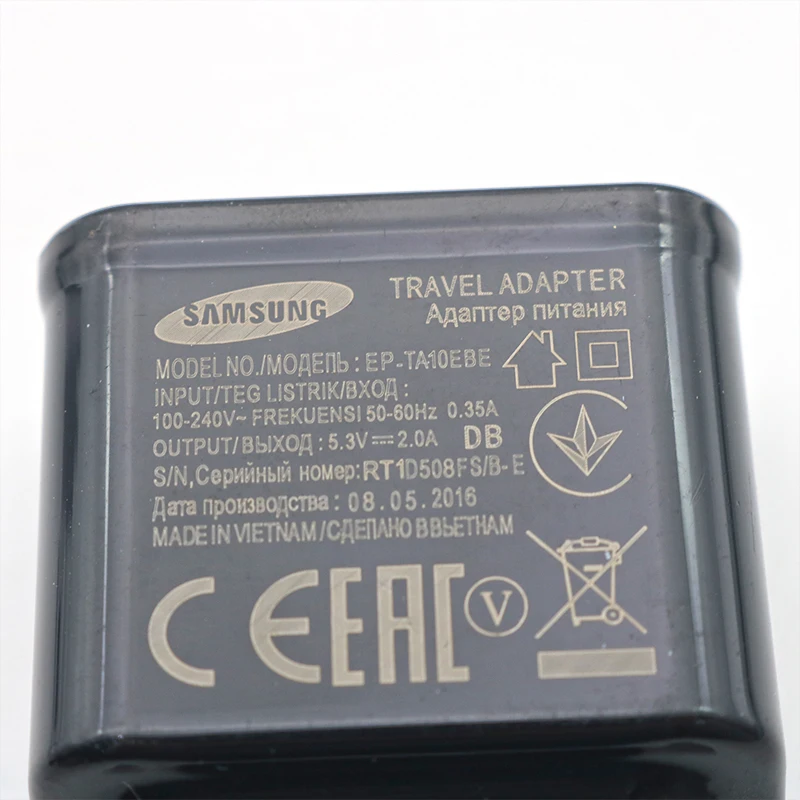 SAMSUNG
TRAVEL ADAPTER
Адаптер питания
MODEL NO./МОДЕЛЬ : EP-TA10EBE
INPUT/TEG LISTRIK/ВХОД :
100-240V~ FREKUENSI 50-60Hz 0.35A
OUTPUT/ВЫХОД : 5.3V⎓2.0A DB
S/N,Серийный номер:RT1D508FS/B-E
Дата производства : 08.05.2016
MADE IN VIETNAM/СДЕЛАНО В ВЬЕТНАМ
CE EAC V